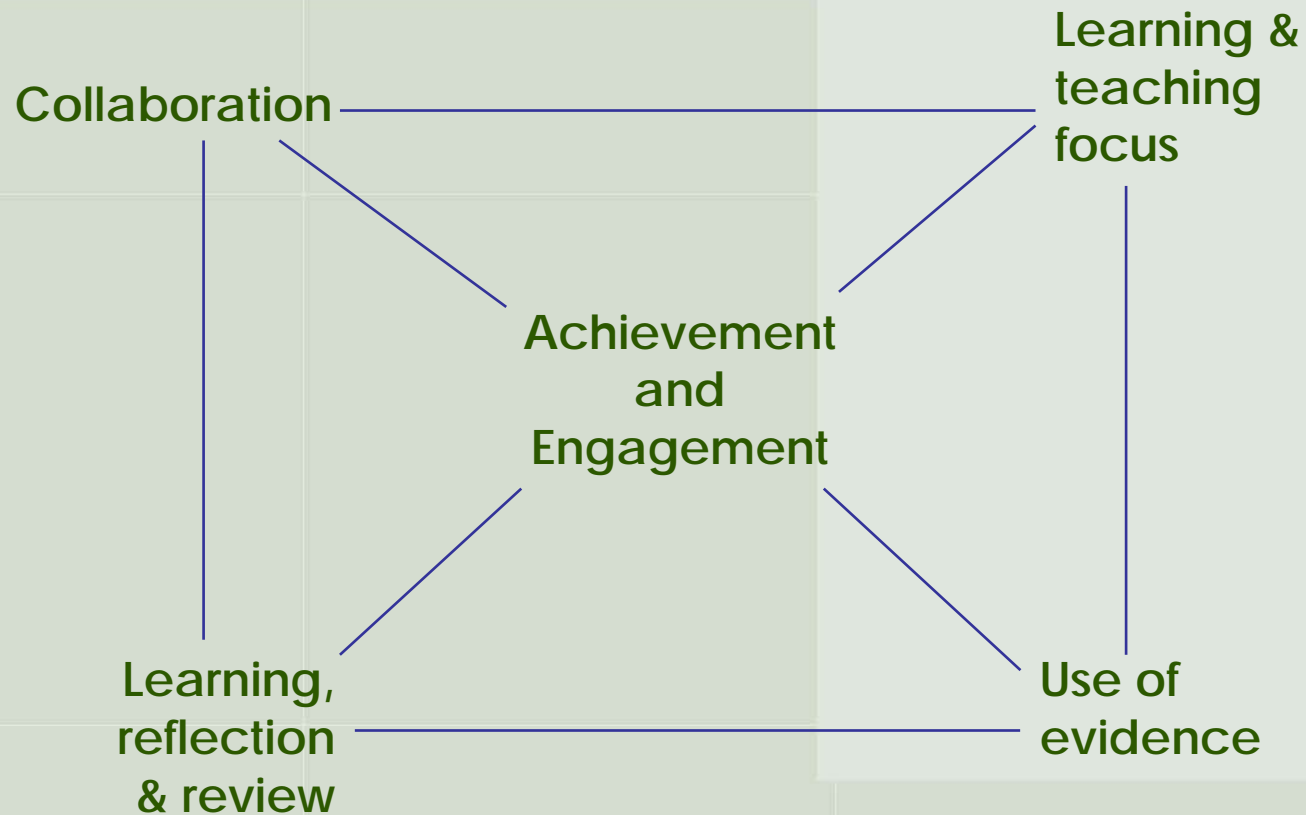 Collaboration
Learning &
teaching
focus
Achievement
and
Engagement
Learning,
reflection
& review
Use of
evidence